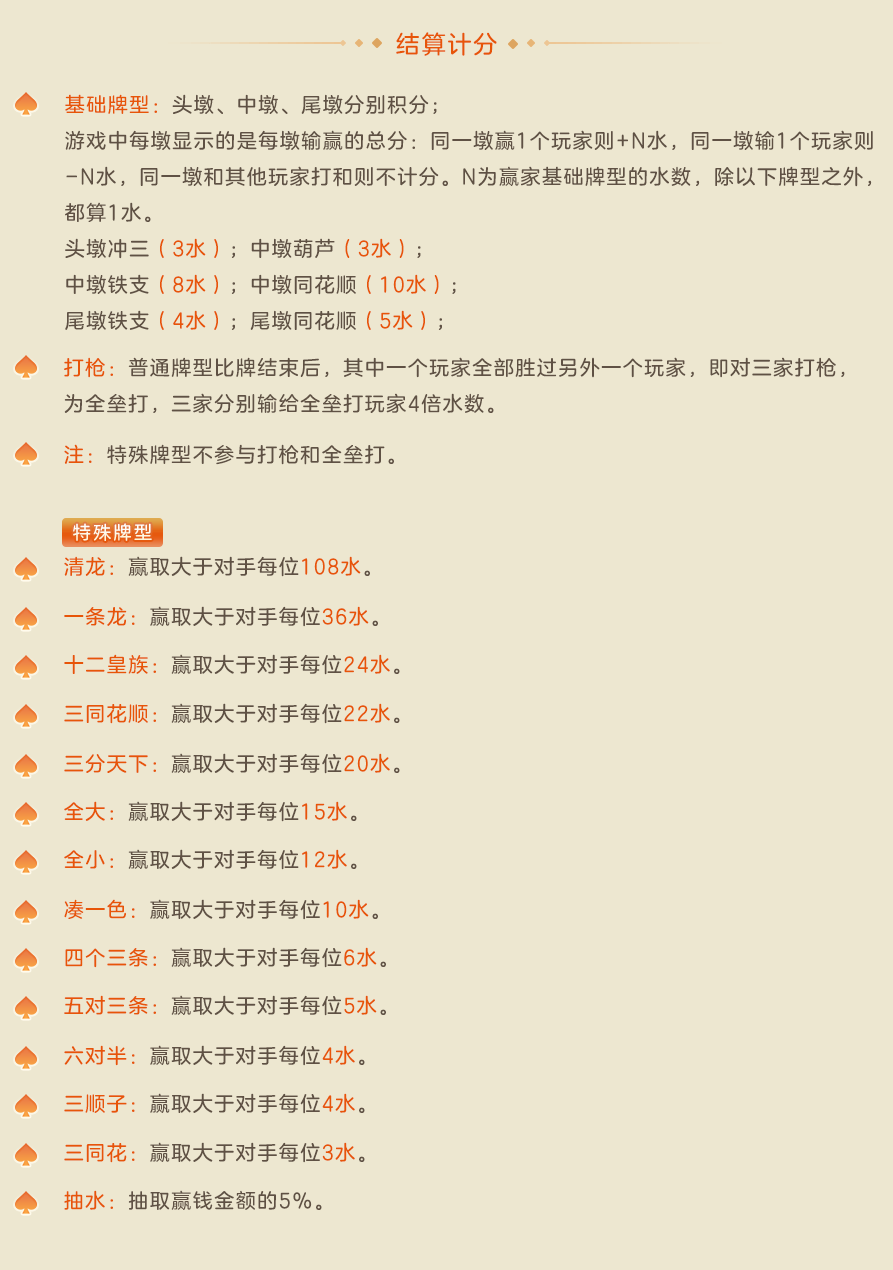 结算计分
基础牌型：头墩、中墩、尾墩分别积分；
游戏中每墩显示的是每墩输赢的总分：同一墩赢1个玩家则+N水，同一墩输1个玩家则
-N水，同一墩和其他玩家打和则不计分。N为赢家基础牌型的水数，除以下牌型之外，
都算1水。
头墩冲三（3水）；中墩葫芦（3水）；
中墩铁支（8水）；中墩同花顺（10水）；
尾墩铁支（4水）；尾墩同花顺（5水）；
打枪：普通牌型比牌结束后，其中一个玩家全部胜过另外一个玩家，即对三家打枪，
为全垒打，三家分别输给全垒打玩家4倍水数。
注：特殊牌型不参与打枪和全垒打。
特殊牌型
清龙：赢取大于对手每位108水。
一条龙：赢取大于对手每位36水。
十二皇族：赢取大于对手每位24水。
三同花顺：赢取大于对手每位22水。
三分天下：赢取大于对手每位20水。
全大：赢取大于对手每位15水。
全小：赢取大于对手每位12水。
凑一色：赢取大于对手每位10水。
四个三条：赢取大于对手每位6水。
五对三条：赢取大于对手每位5水。
六对半：赢取大于对手每位4水。
三顺子：赢取大于对手每位4水。
三同花：赢取大于对手每位3水。
抽水：抽取赢钱金额的5%。